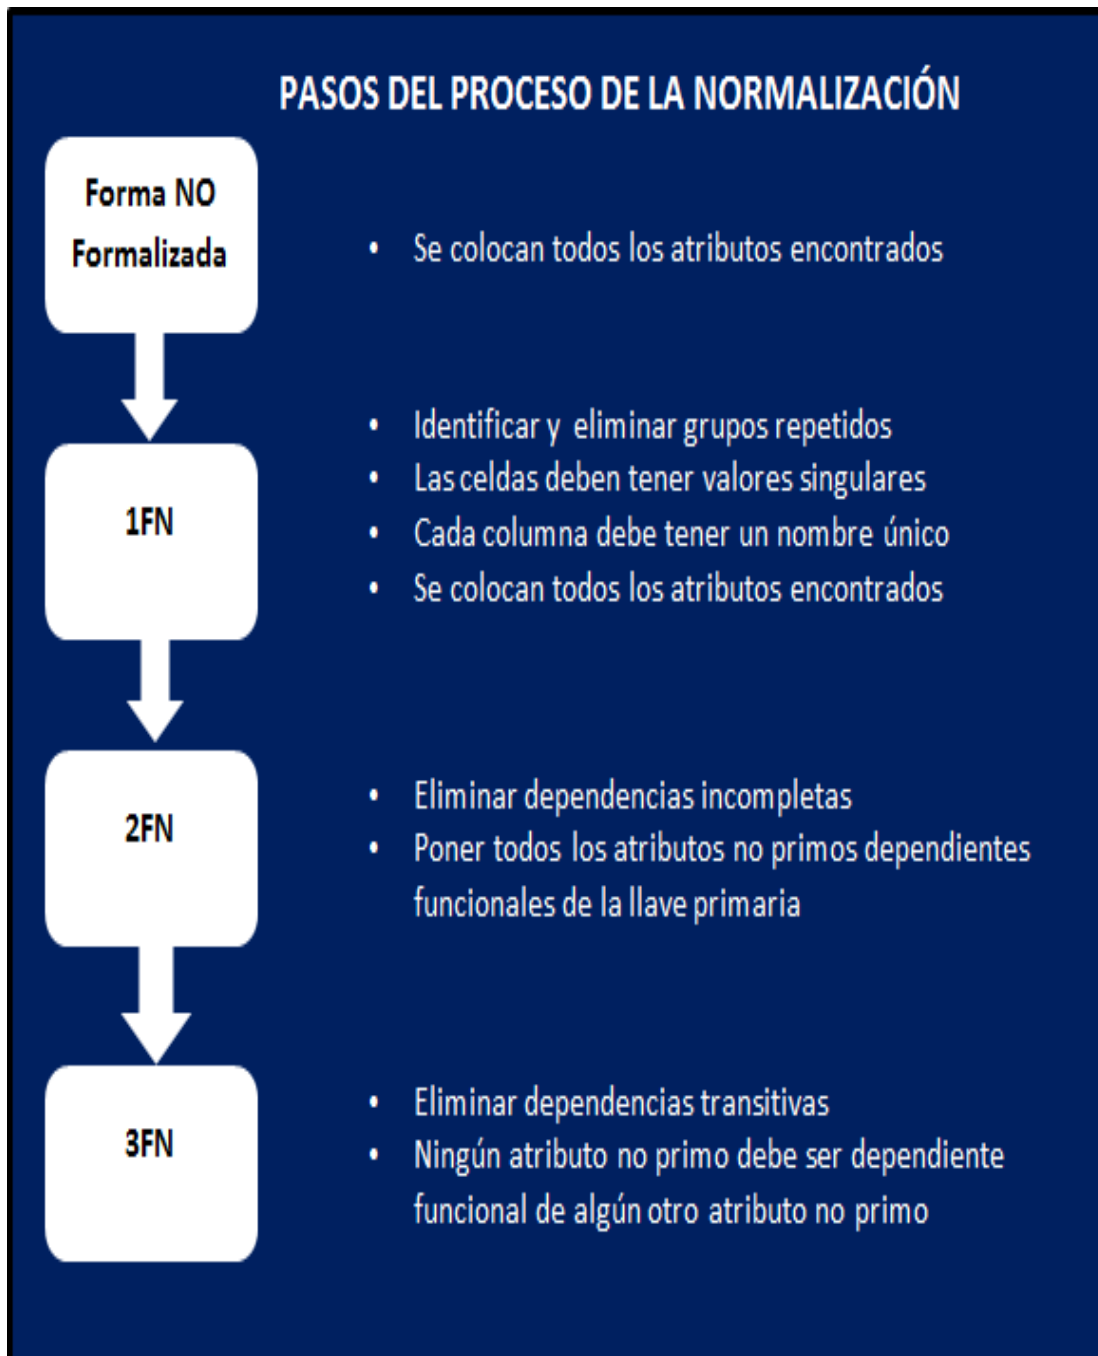 PASOS DEL PROCESO DE LA NORMALIZACIÓN
Forma NO
Formalizada
• Se colocan todos los atributos encontrados
1FN
• Identificar y eliminar grupos repetidos
• Las celdas deben tener valores singulares
• Cada columna debe tener un nombre único
• Se colocan todos los atributos encontrados
2FN
• Eliminar dependencias incompletas
• Poner todos los atributos no primos dependientes
funcionales de la llave primaria
3FN
• Eliminar dependencias transitivas
• Ningún atributo no primo debe ser dependiente
funcional de algún otro atributo no primo